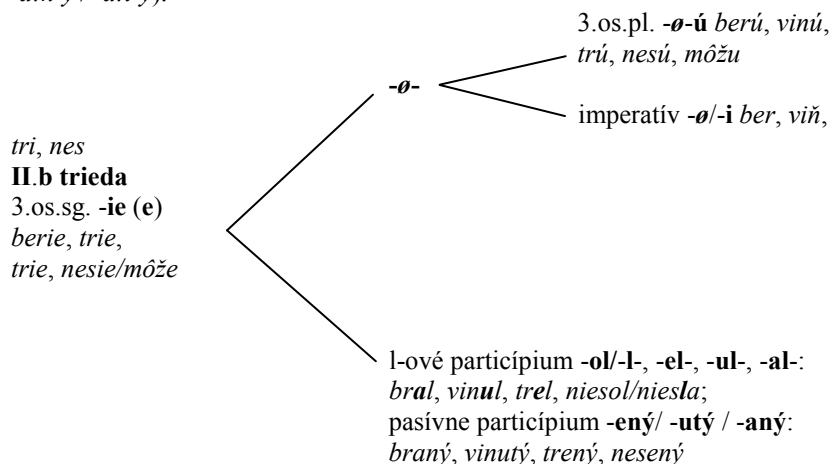 3.os.pl. -ø-ú berú, vinú,
trú, nesú, môžu
-ø-
imperatív -ø/-i ber, viň,
tri, nes
II.b trieda
3.os.sg. -ie (e)
berie, trie,
trie, nesie/môže
l-ové particípium -ol/-l-, -el-, -ul-, -al-:
bral, vinul, trel, niesol/niesla;
pasívne particípium -ený/ -utý / -aný:
braný, vinutý, trený, nesený